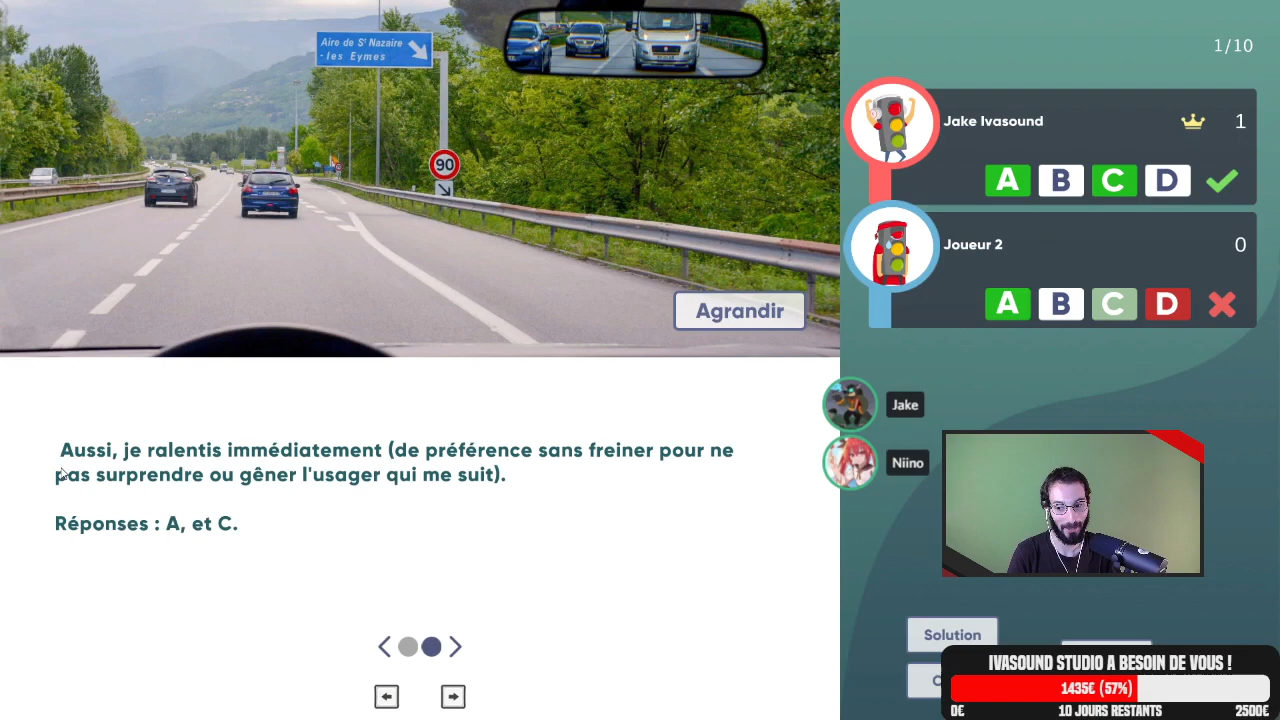 Aire de St Nazaire
- les Eymes
90
1/10
Jake Ivasound
1
A B C D
Joueur 2
0
A B C D
Agrandir
Jake
Niino
Aussi, je ralentis immédiatement (de préférence sans freiner pour ne
pas surprendre ou gêner l'usager qui me suit).
Réponses : A, et C.
Solution
IVASOUND STUDIO A BESOIN DE VOUS !
1435€ (57%)
0€ 10 JOURS RESTANTS 2500€